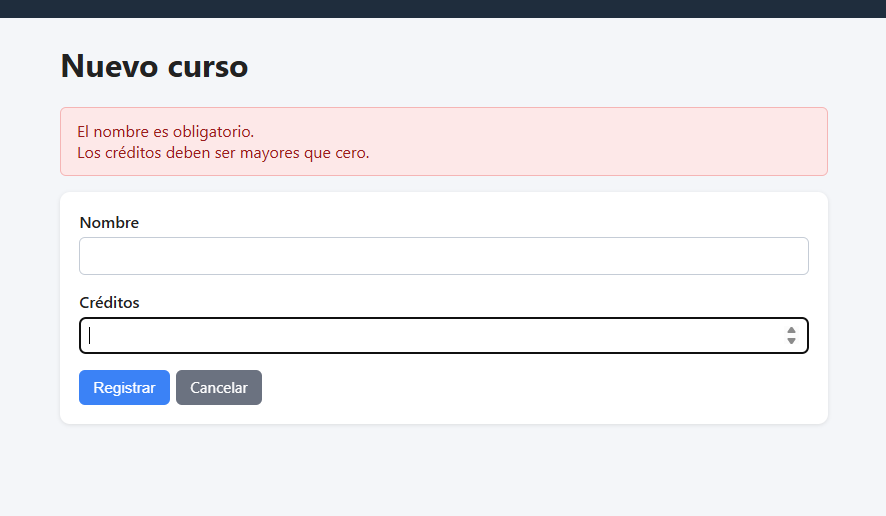 Nuevo curso
El nombre es obligatorio.
Los créditos deben ser mayores que cero.
Nombre
Créditos
Registrar Cancelar